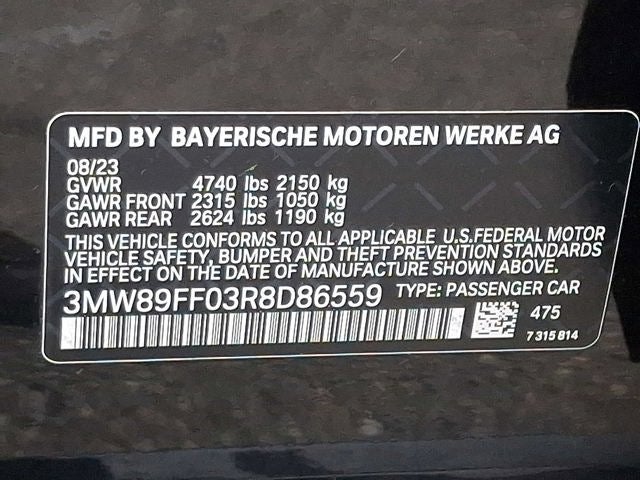 MFD BY BAYERISCHE MOTOREN WERKE AG
08/23
GVWR 4740 lbs 2150 kg
GAWR FRONT 2315 lbs 1050 kg
GAWR REAR 2624 lbs 1190 kg
THIS VEHICLE CONFORMS TO ALL APPLICABLE U.S.FEDERAL MOTOR
VEHICLE SAFETY, BUMPER AND THEFT PREVENTION STANDARDS
IN EFFECT ON THE DATE OF MANUFACTURE SHOWN ABOVE.
3MW89FF03R8D86559 TYPE: PASSENGER CAR
475
7 315 814